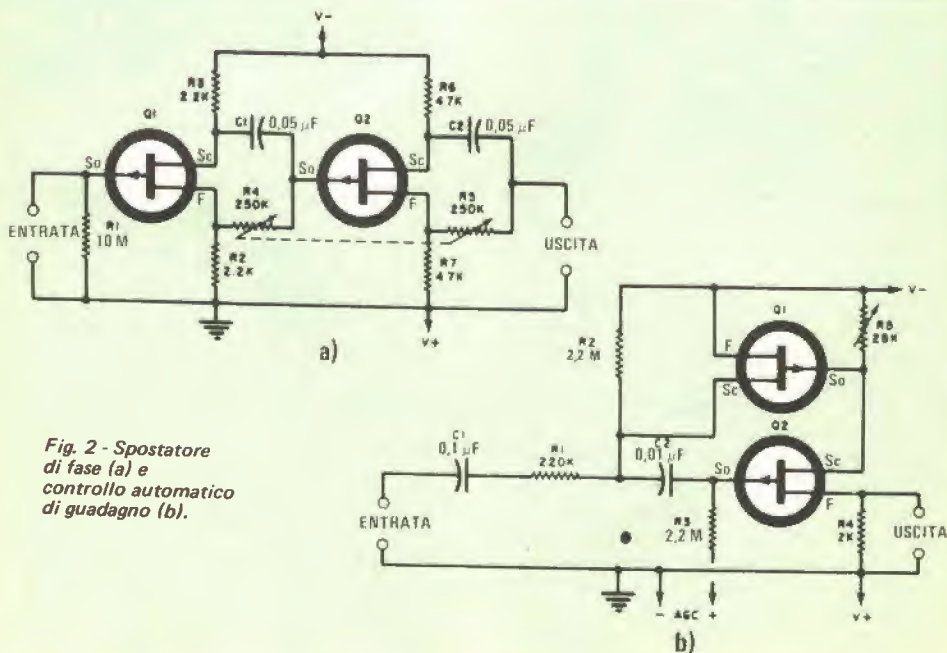 V-
R3
2.2K
R6
4.7K
Q1
C1 0,05 µF
Q2
C2 0,05 µF
So
Sc
F
So
Sc
F
R4
250K
R5
250K
ENTRATA
R1
10 M
R2
2.2K
R7
4.7K
USCITA
V+
a)
V-
Q1
R2
2,2 M
F
Sc
So
Q2
C1
0,1 µF
R1
220K
C2
0,01 µF
So
Sc
F
ENTRATA
R3
2,2 M
R4
2K
USCITA
- AGC +
V+
b)
Fig. 2 - Spostatore
di fase (a) e
controllo automatico
di guadagno (b).